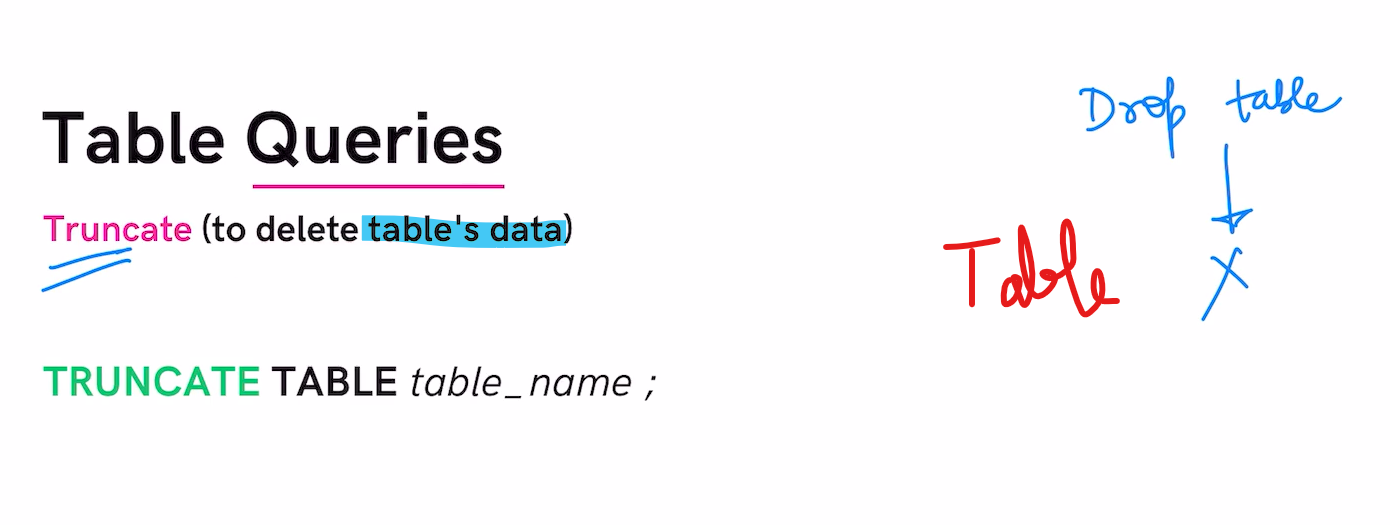 Table Queries
Truncate (to delete table's data)
TRUNCATE TABLE table_name ;
Drop table
Table
X